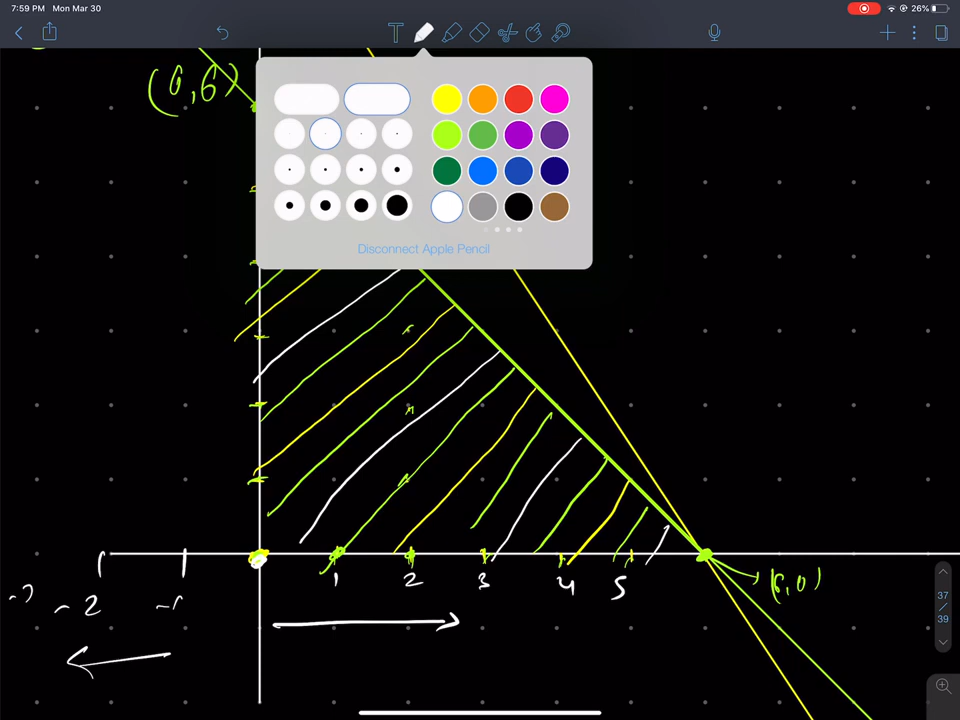 7:59 PM Mon Mar 30
26%
T
(6,6)
Disconnect Apple Pencil
1 2 3 4 5
(6,0)
-2
37
/
39